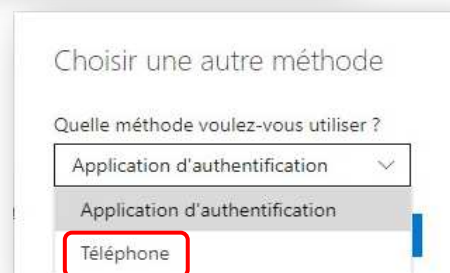 Choisir une autre méthode
Quelle méthode voulez-vous utiliser ?
Application d'authentification
Application d'authentification
Téléphone